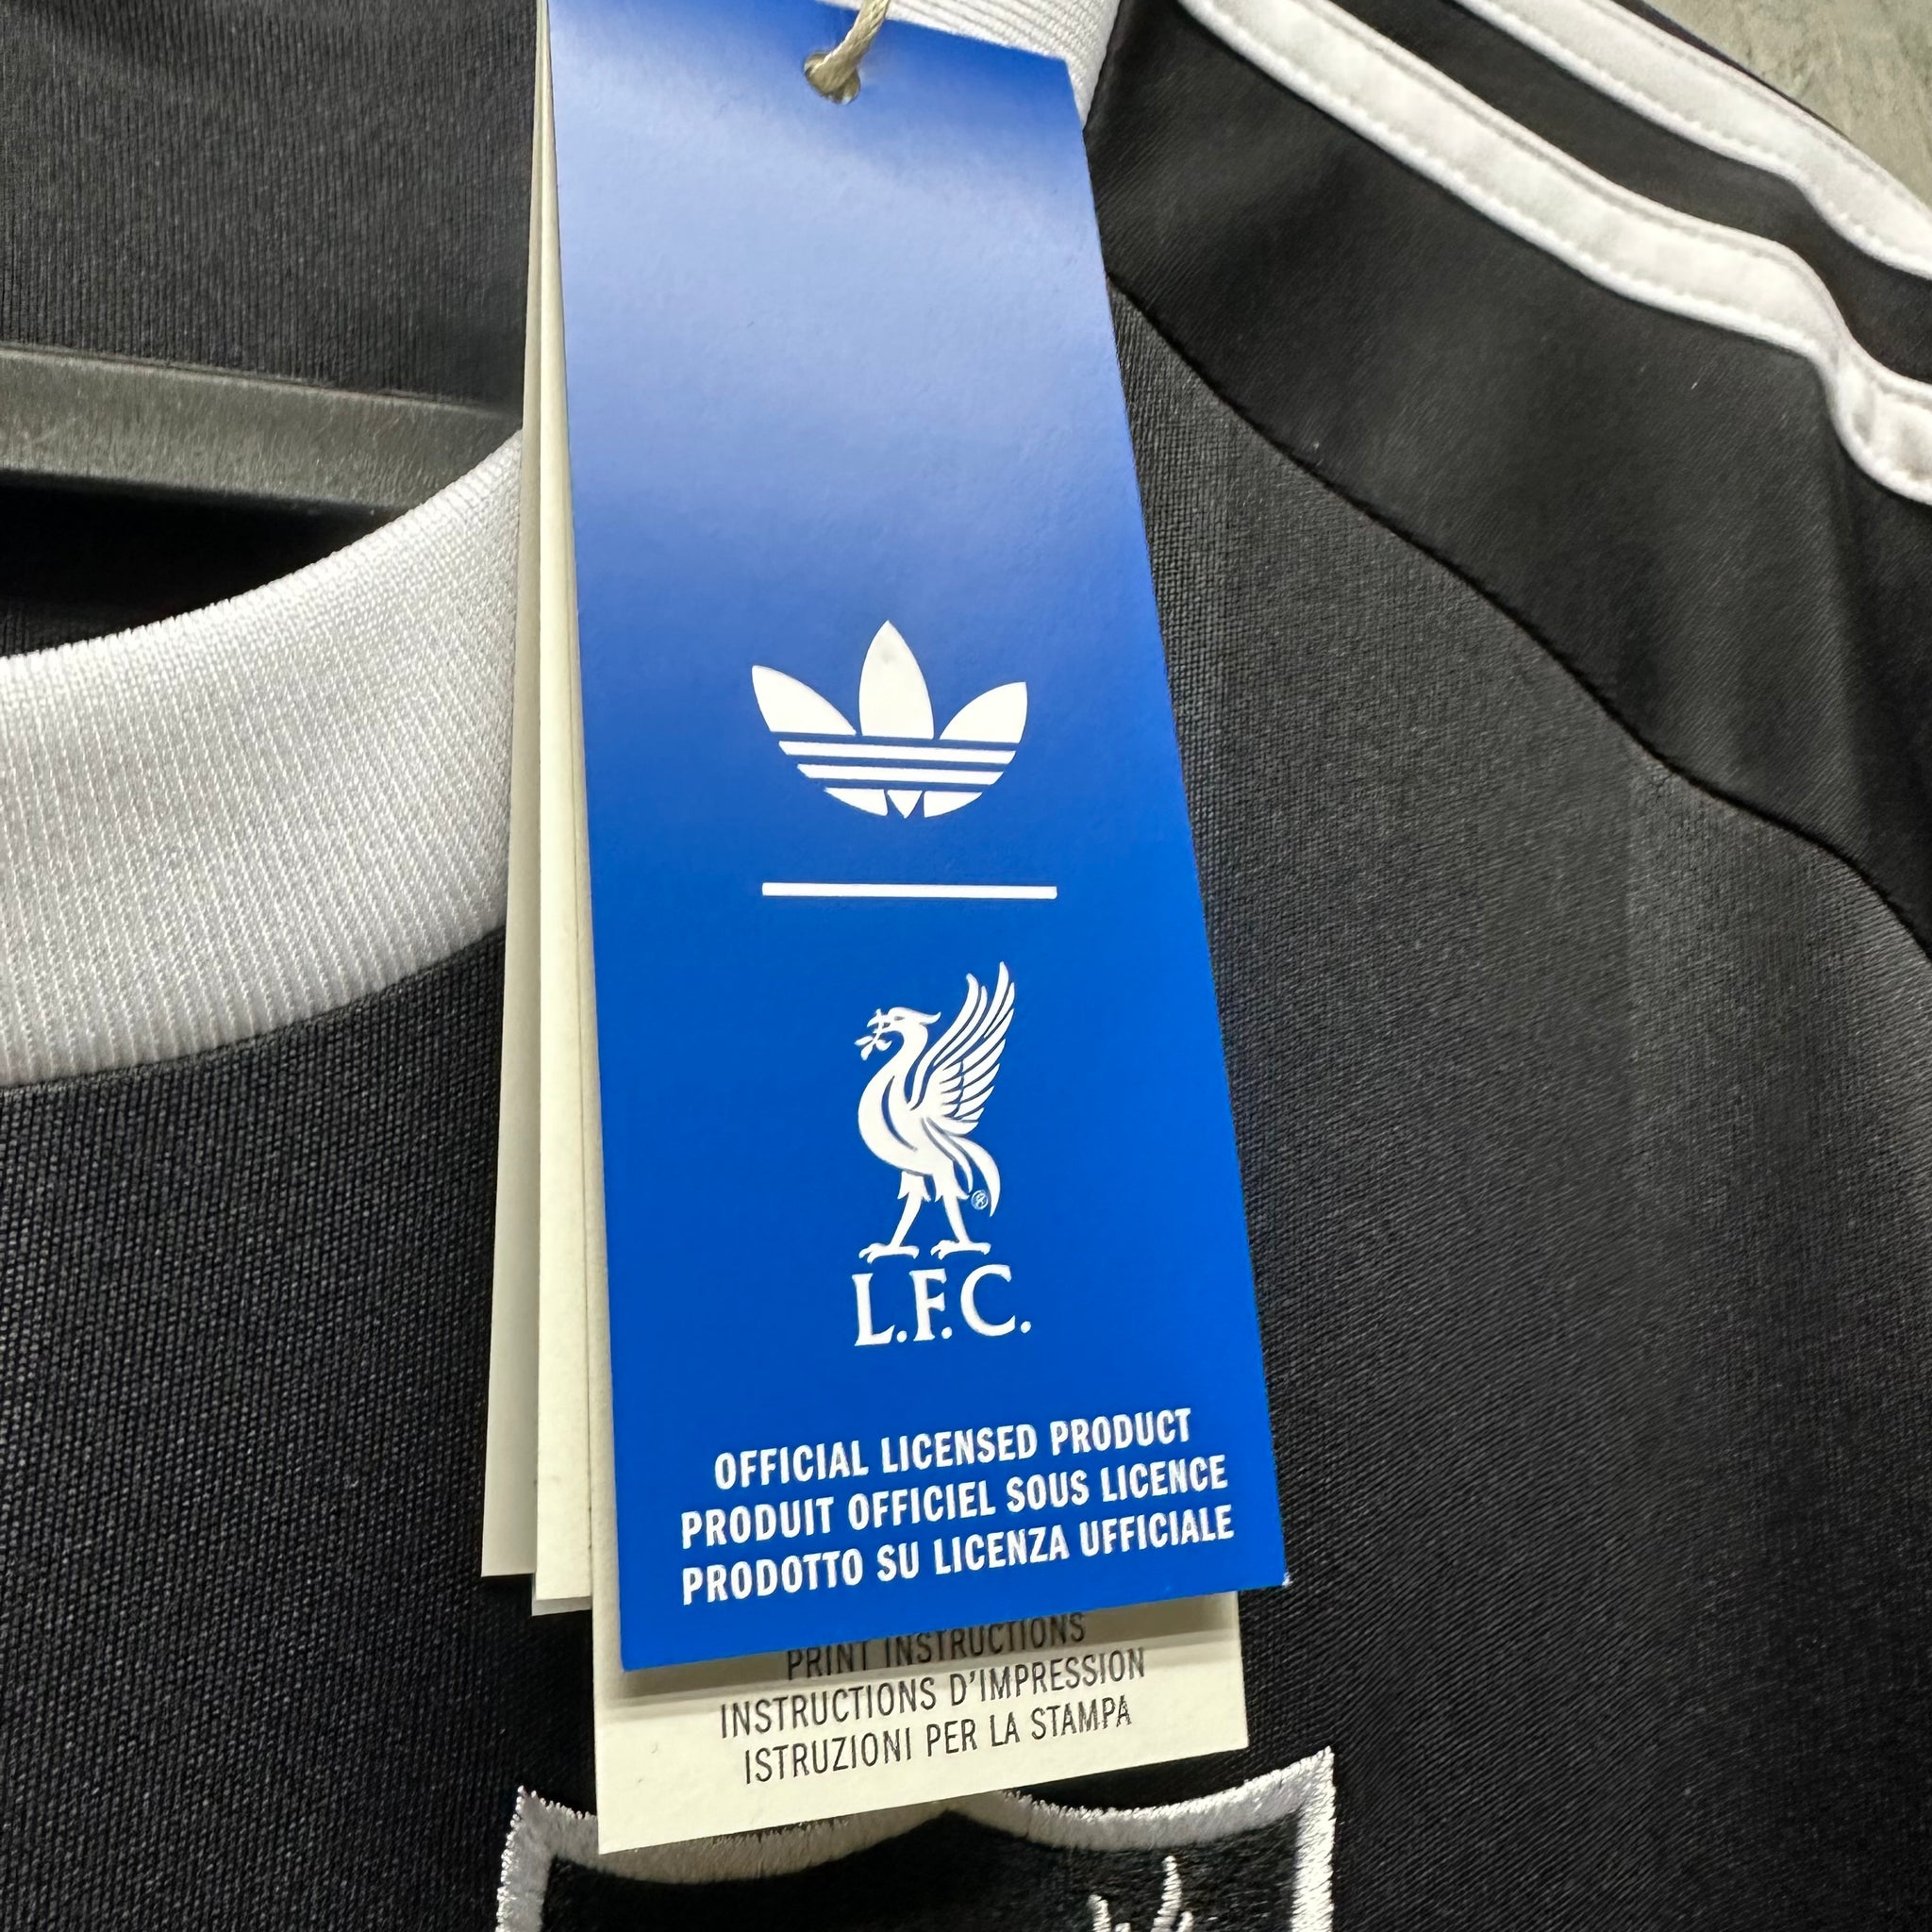 L.F.C.
OFFICIAL LICENSED PRODUCT
PRODUIT OFFICIEL SOUS LICENCE
PRODOTTO SU LICENZA UFFICIALE
PRINT INSTRUCTIONS
INSTRUCTIONS D'IMPRESSION
ISTRUZIONI PER LA STAMPA